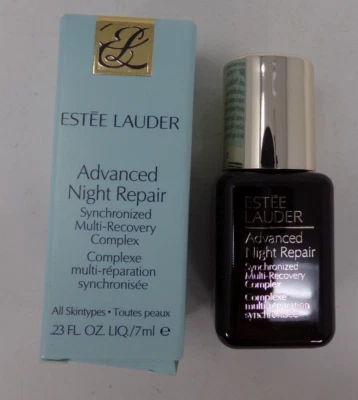 EL
ESTĒE LAUDER
Advanced
Night Repair
Synchronized
Multi-Recovery
Complex
Complexe
multi-réparation
synchronisée
All Skintypes • Toutes peaux
.23 FL. OZ. LIQ./7ml ℮
ESTĒE
LAUDER
Advanced
Night Repair
Synchronized
Multi-Recovery
Complex
Complexe
multi-réparation
synchronisée